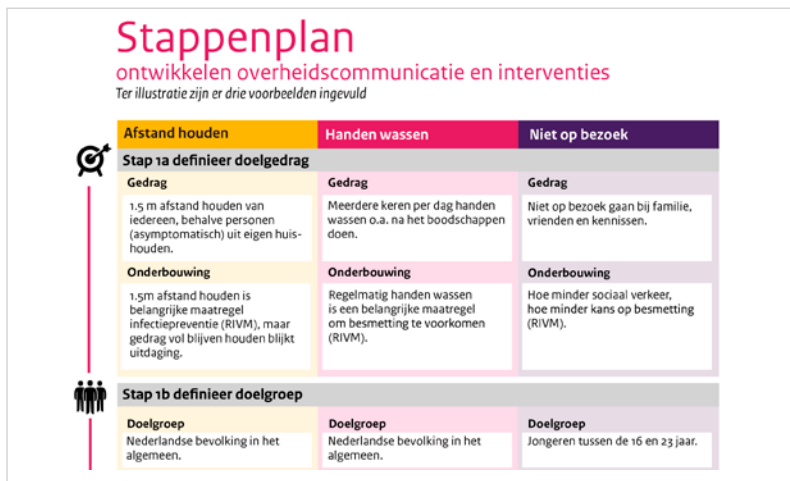 Stappenplan
ontwikkelen overheidscommunicatie en interventies
Ter illustratie zijn er drie voorbeelden ingevuld
Afstand houden
Handen wassen
Niet op bezoek
Stap 1a definieer doelgedrag
Gedrag
1.5 m afstand houden van
iedereen, behalve personen
(asymptomatisch) uit eigen huis-
houden.
Gedrag
Meerdere keren per dag handen
wassen o.a. na het boodschappen
doen.
Gedrag
Niet op bezoek gaan bij familie,
vrienden en kennissen.
Onderbouwing
1.5m afstand houden is
belangrijke maatregel
infectiepreventie (RIVM), maar
gedrag vol blijven houden blijkt
uitdaging.
Onderbouwing
Regelmatig handen wassen
is een belangrijke maatregel
om besmetting te voorkomen
(RIVM).
Onderbouwing
Hoe minder sociaal verkeer,
hoe minder kans op besmetting
(RIVM).
Stap 1b definieer doelgroep
Doelgroep
Nederlandse bevolking in het
algemeen.
Doelgroep
Nederlandse bevolking in het
algemeen.
Doelgroep
Jongeren tussen de 16 en 23 jaar.